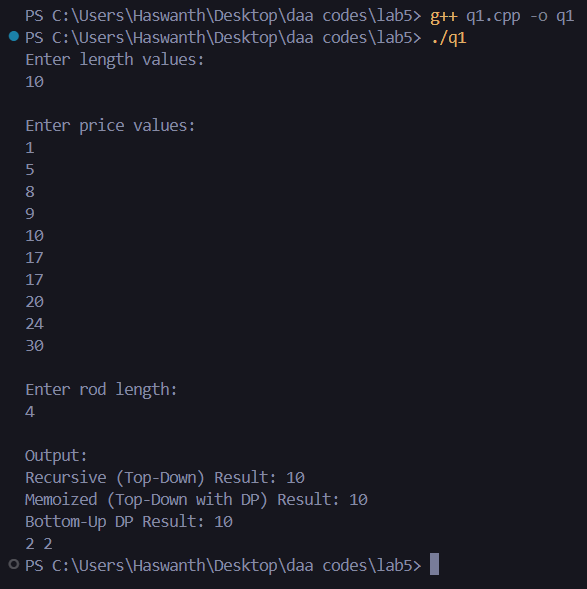 PS C:\Users\Haswanth\Desktop\daa codes\lab5> g++ q1.cpp -o q1
PS C:\Users\Haswanth\Desktop\daa codes\lab5> ./q1
Enter length values:
10
Enter price values:
1
5
8
9
10
17
17
20
24
30
Enter rod length:
4
Output:
Recursive (Top-Down) Result: 10
Memoized (Top-Down with DP) Result: 10
Bottom-Up DP Result: 10
2 2
PS C:\Users\Haswanth\Desktop\daa codes\lab5>